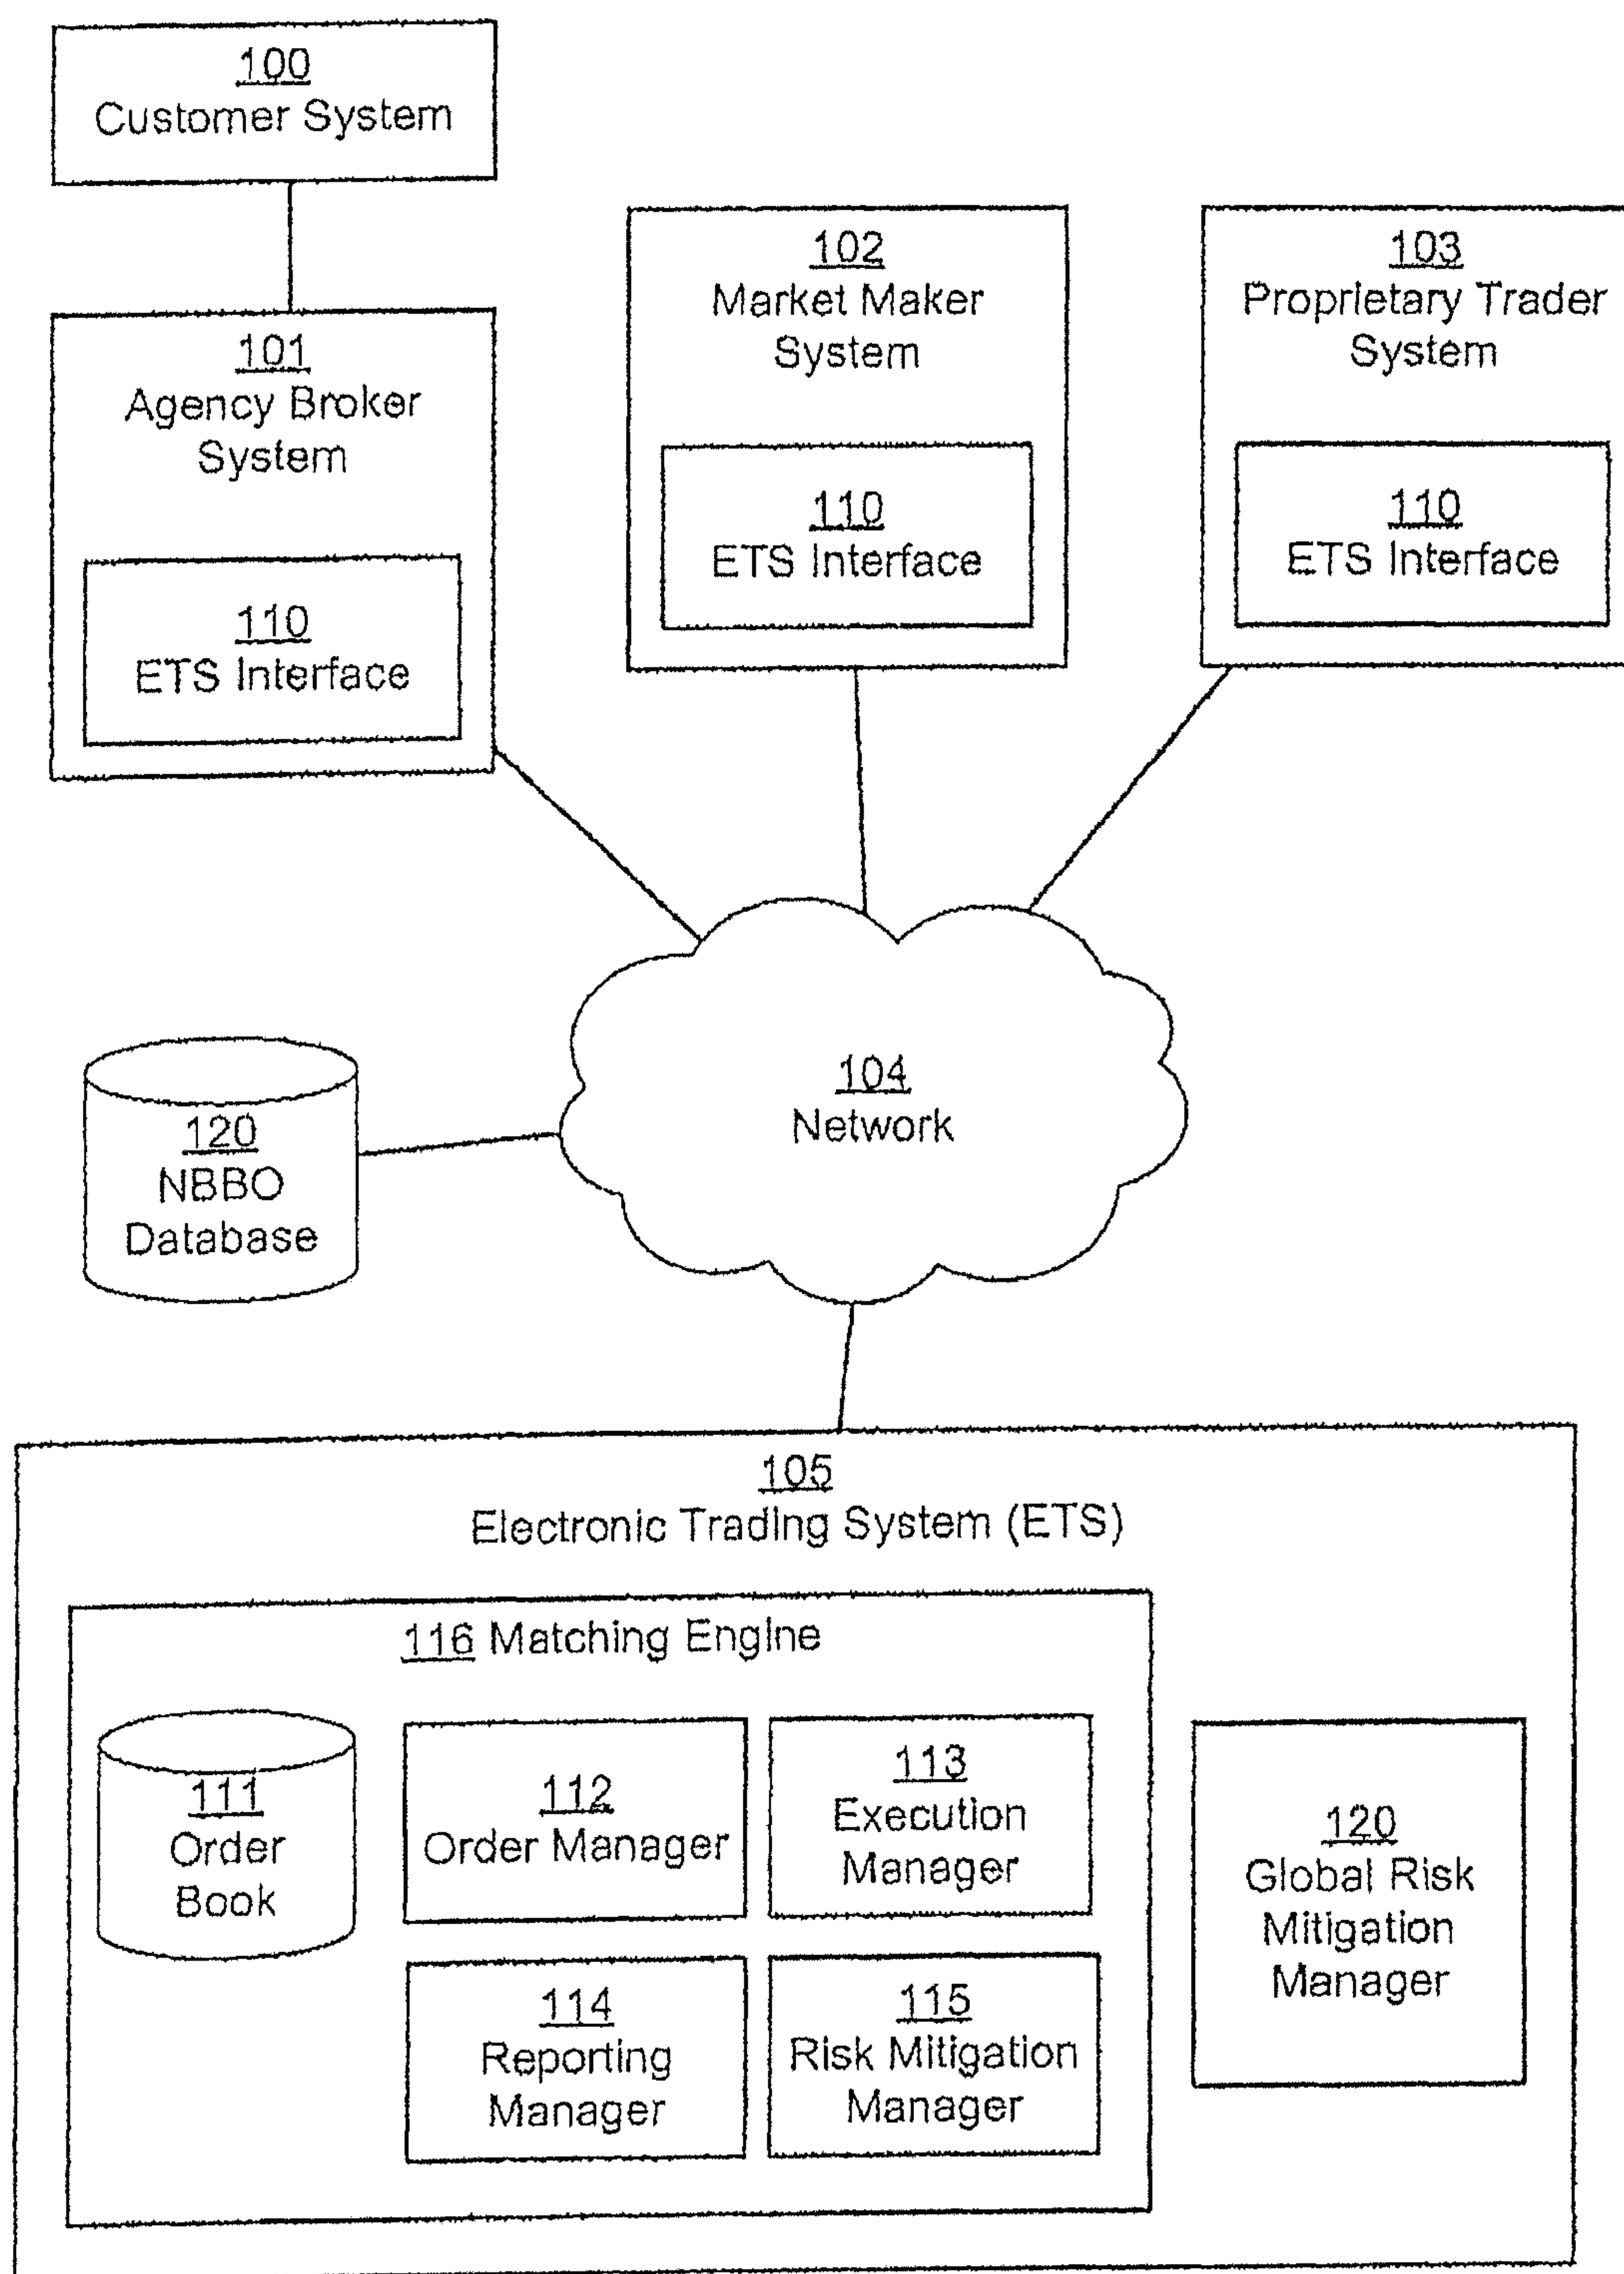 100
Customer System
101
Agency Broker
System
110
ETS Interface
102
Market Maker
System
110
ETS Interface
103
Proprietary Trader
System
110
ETS Interface
104
Network
120
NBBO
Database
105
Electronic Trading System (ETS)
116 Matching Engine
111
Order
Book
112
Order Manager
113
Execution
Manager
114
Reporting
Manager
115
Risk Mitigation
Manager
120
Global Risk
Mitigation
Manager